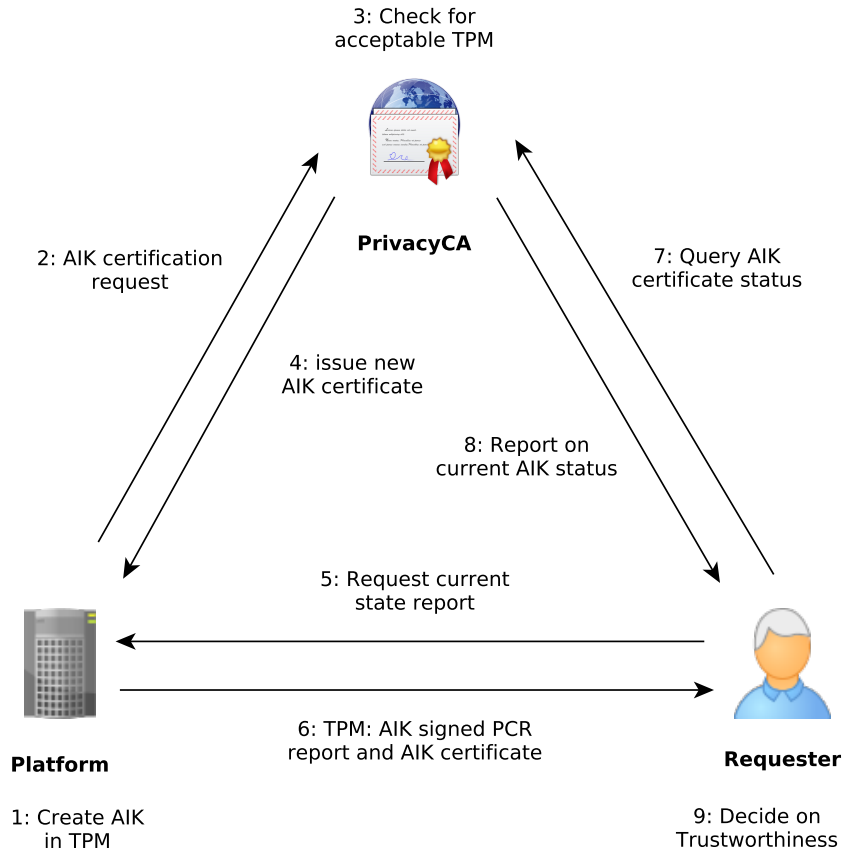 3: Check for
acceptable TPM
PrivacyCA
2: AIK certification
request
7: Query AIK
certificate status
4: issue new
AIK certificate
8: Report on
current AIK status
5: Request current
state report
6: TPM: AIK signed PCR
report and AIK certificate
Platform
Requester
1: Create AIK
in TPM
9: Decide on
Trustworthiness